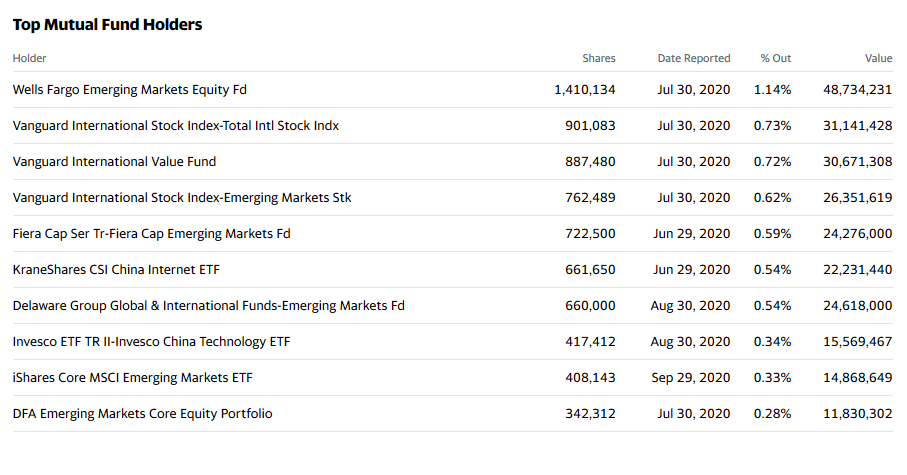 Top Mutual Fund Holders
Holder Shares Date Reported % Out Value
Wells Fargo Emerging Markets Equity Fd 1,410,134 Jul 30, 2020 1.14% 48,734,231
Vanguard International Stock Index-Total Intl Stock Indx 901,083 Jul 30, 2020 0.73% 31,141,428
Vanguard International Value Fund 887,480 Jul 30, 2020 0.72% 30,671,308
Vanguard International Stock Index-Emerging Markets Stk 762,489 Jul 30, 2020 0.62% 26,351,619
Fiera Cap Ser Tr-Fiera Cap Emerging Markets Fd 722,500 Jun 29, 2020 0.59% 24,276,000
KraneShares CSI China Internet ETF 661,650 Jun 29, 2020 0.54% 22,231,440
Delaware Group Global & International Funds-Emerging Markets Fd 660,000 Aug 30, 2020 0.54% 24,618,000
Invesco ETF TR II-Invesco China Technology ETF 417,412 Aug 30, 2020 0.34% 15,569,467
iShares Core MSCI Emerging Markets ETF 408,143 Sep 29, 2020 0.33% 14,868,649
DFA Emerging Markets Core Equity Portfolio 342,312 Jul 30, 2020 0.28% 11,830,302